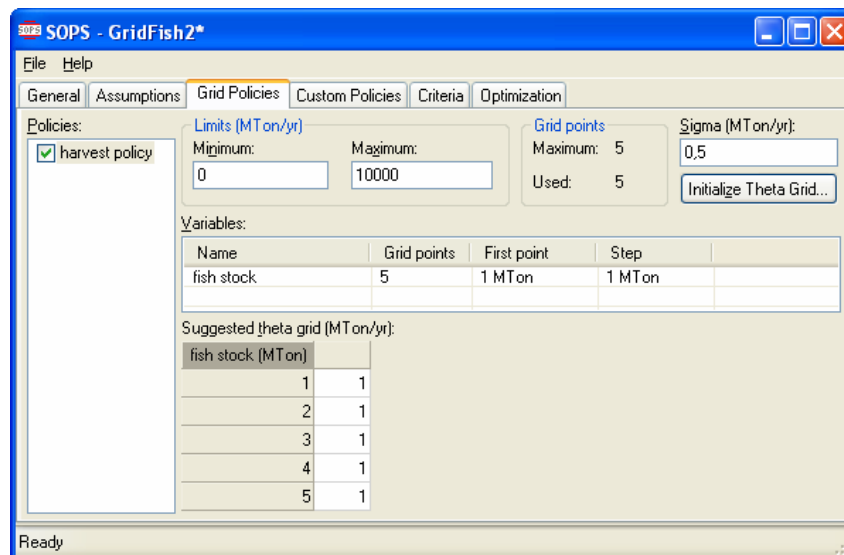 SOPS SOPS - GridFish2*
File Help
General Assumptions Grid Policies Custom Policies Criteria Optimization
Policies:
harvest policy
Limits (MTon/yr)
Minimum: Maximum:
0 10000
Grid points
Maximum: 5
Used: 5
Sigma (MTon/yr):
0,5
Initialize Theta Grid...
Variables:
Name Grid points First point Step
fish stock 5 1 MTon 1 MTon
Suggested theta grid (MTon/yr):
fish stock (MTon)
1 1
2 1
3 1
4 1
5 1
Ready